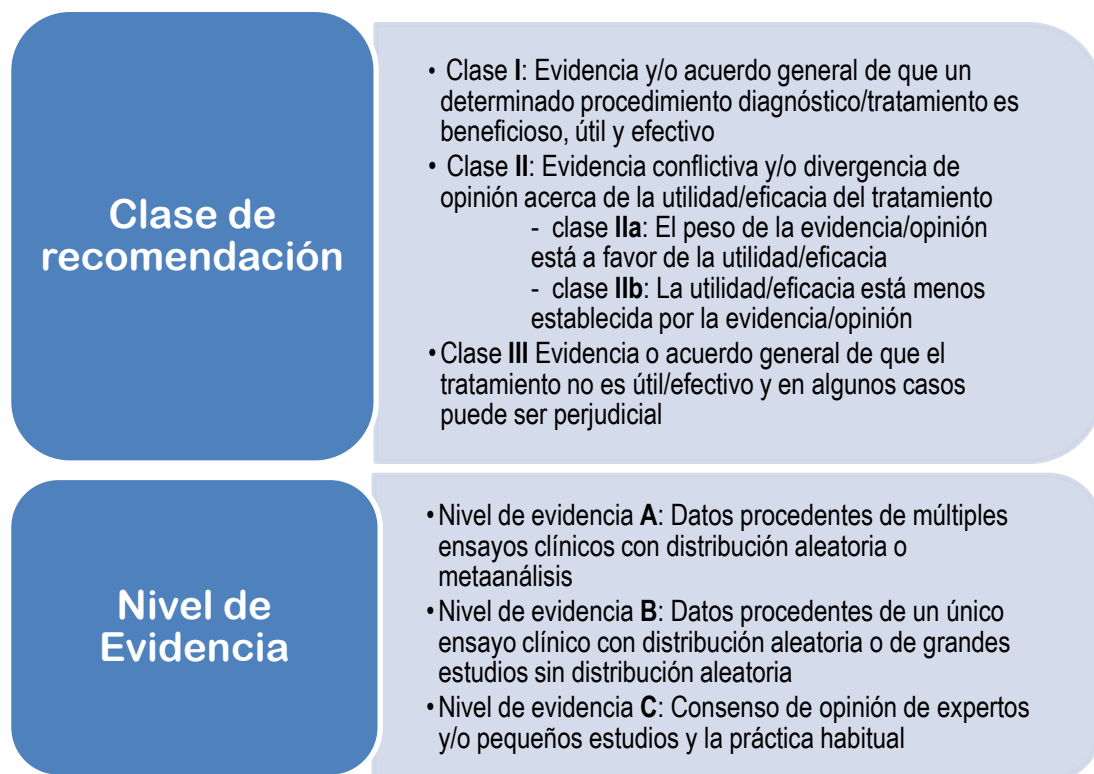 Clase de
recomendación
• Clase I: Evidencia y/o acuerdo general de que un
determinado procedimiento diagnóstico/tratamiento es
beneficioso, útil y efectivo
• Clase II: Evidencia conflictiva y/o divergencia de
opinión acerca de la utilidad/eficacia del tratamiento
- clase IIa: El peso de la evidencia/opinión
está a favor de la utilidad/eficacia
- clase IIb: La utilidad/eficacia está menos
establecida por la evidencia/opinión
• Clase III Evidencia o acuerdo general de que el
tratamiento no es útil/efectivo y en algunos casos
puede ser perjudicial
Nivel de
Evidencia
• Nivel de evidencia A: Datos procedentes de múltiples
ensayos clínicos con distribución aleatoria o
metaanálisis
• Nivel de evidencia B: Datos procedentes de un único
ensayo clínico con distribución aleatoria o de grandes
estudios sin distribución aleatoria
• Nivel de evidencia C: Consenso de opinión de expertos
y/o pequeños estudios y la práctica habitual